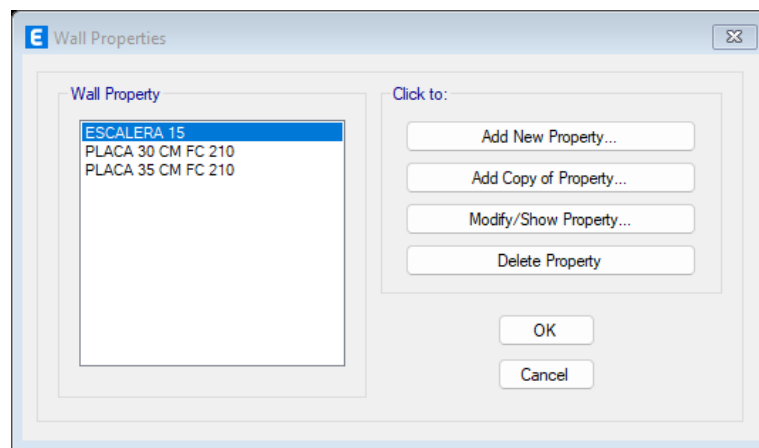 E Wall Properties
Wall Property
ESCALERA 15
PLACA 30 CM FC 210
PLACA 35 CM FC 210
Click to:
Add New Property...
Add Copy of Property...
Modify/Show Property...
Delete Property
OK
Cancel